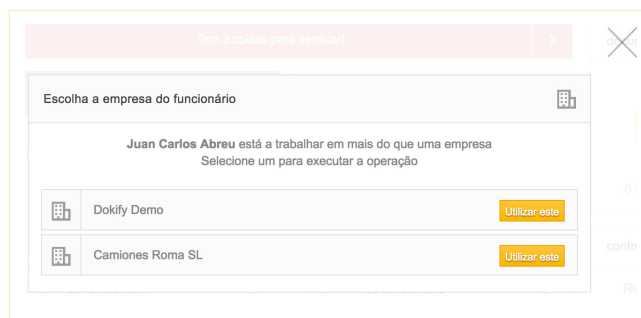 Tem 3 coisas para verificar!
Escolha a empresa do funcionário
Juan Carlos Abreu está a trabalhar em mais do que uma empresa
Selecione um para executar a operação
Dokify Demo
Utilizar este
Camiones Roma SL
Utilizar este